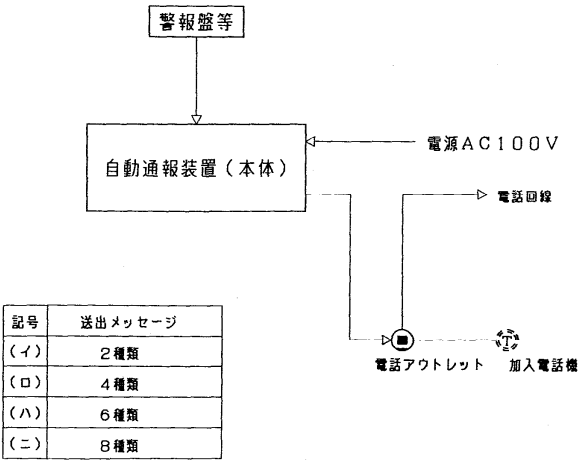 警報盤等
自動通報装置（本体）
電源ＡＣ１００Ｖ
電話回線
電話アウトレット
T
加入電話機
記号 送出メッセージ
（イ） ２種類
（ロ） ４種類
（ハ） ６種類
（ニ） ８種類